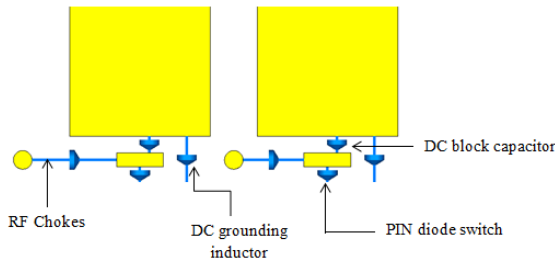 DC block capacitor
RF Chokes
DC grounding
inductor
PIN diode switch